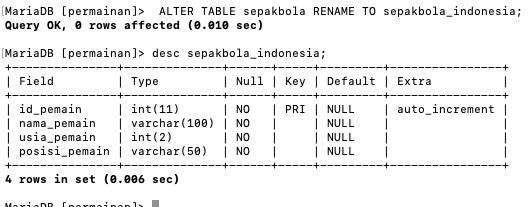 MariaDB [permainan]>  ALTER TABLE sepakbola RENAME TO sepakbola_indonesia;
Query OK, 0 rows affected (0.010 sec)
[MariaDB [permainan]> desc sepakbola_indonesia;
+---------------+--------------+------+-----+---------+----------------+
| Field         | Type         | Null | Key | Default | Extra          |
+---------------+--------------+------+-----+---------+----------------+
| id_pemain     | int(11)      | NO   | PRI | NULL    | auto_increment |
| nama_pemain   | varchar(100) | NO   |     | NULL    |                |
| usia_pemain   | int(2)       | NO   |     | NULL    |                |
| posisi_pemain | varchar(50)  | NO   |     | NULL    |                |
+---------------+--------------+------+-----+---------+----------------+
4 rows in set (0.006 sec)
MariaDB [permainan]>